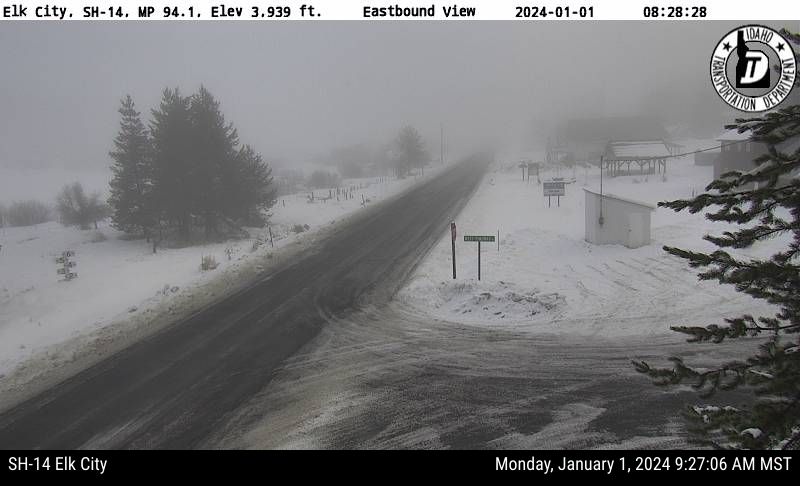 Elk City, SH-14, MP 94.1, Elev 3,939 ft. Eastbound View 2024-01-01 08:28:28
IDAHO
TRANSPORTATION DEPARTMENT
SH-14 Elk City Monday, January 1, 2024 9:27:06 AM MST